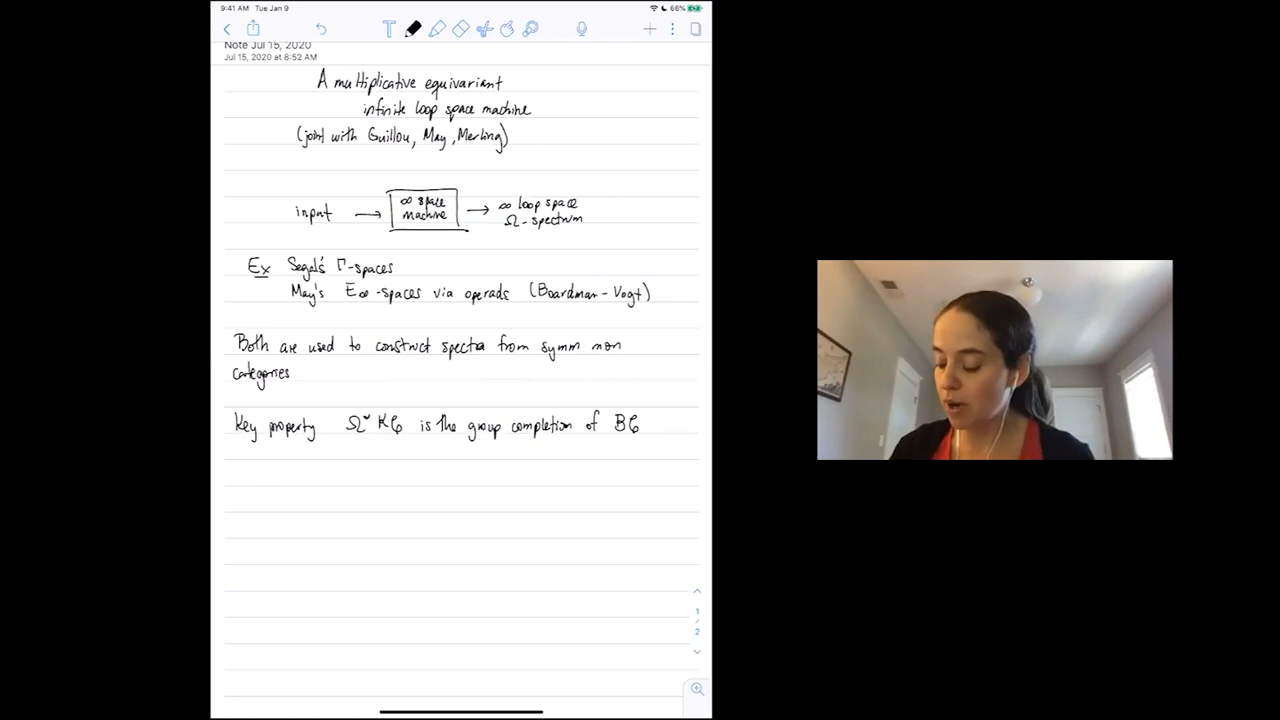 9:41 AM Tue Jan 9
66%
Note Jul 15, 2020
Jul 15, 2020 at 8:52 AM
A multiplicative equivariant
infinite loop space machine
(joint with Guillou, May, Merling)
input → ∞ space machine → ∞ loop space Ω-spectrum
Ex Segal's Γ-spaces
May's E∞-spaces via operads (Boardman-Vogt)
Both are used to construct spectra from symm mon
categories
Key property Ω^∞ K𝒞 is the group completion of B𝒞
1
/
2